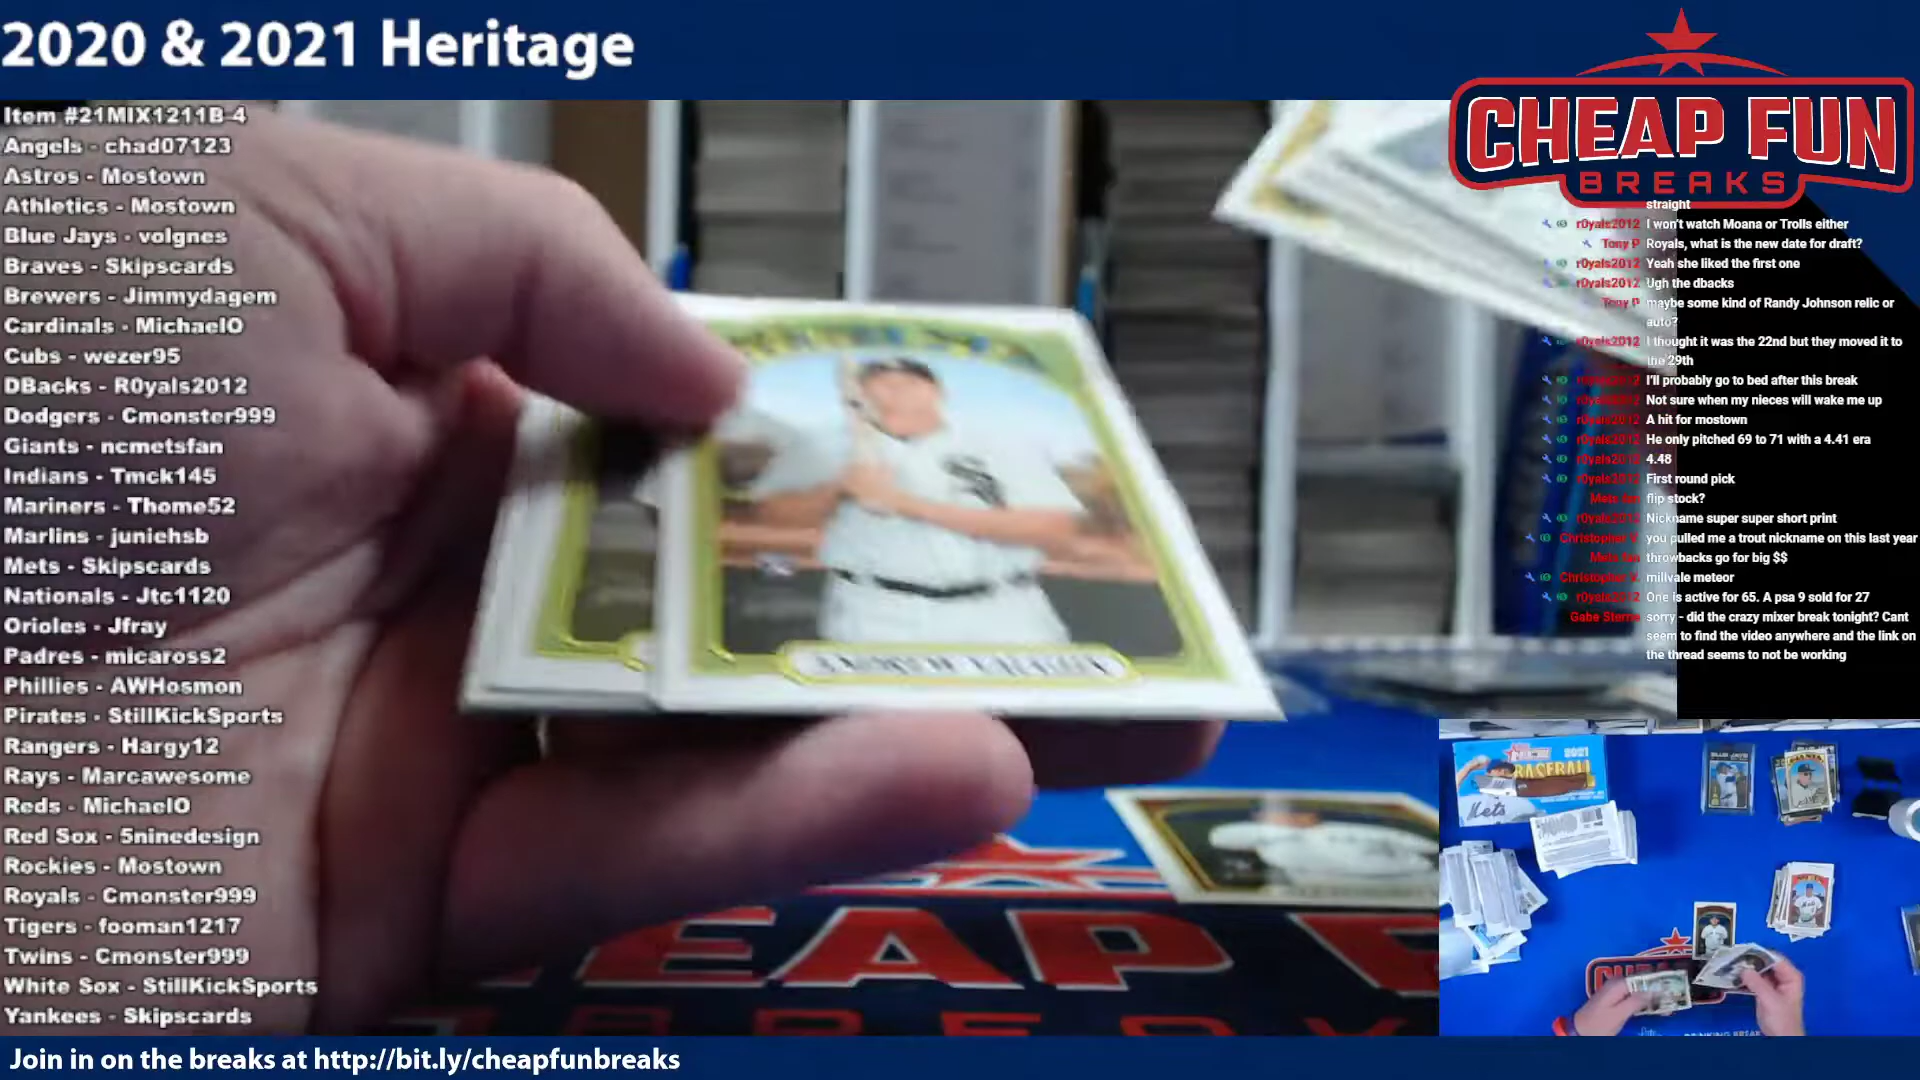 2020 & 2021 Heritage
Item #21MIX1211B-4
Angels - chad07123
Astros - Mostown
Athletics - Mostown
Blue Jays - volgnes
Braves - Skipscards
Brewers - Jimmydagem
Cardinals - MichaelO
Cubs - wezer95
DBacks - R0yals2012
Dodgers - Cmonster999
Giants - ncmetsfan
Indians - Tmck145
Mariners - Thome52
Marlins - juniehsb
Mets - Skipscards
Nationals - Jtc1120
Orioles - Jfray
Padres - micaross2
Phillies - AWHosmon
Pirates - StillKickSports
Rangers - Hargy12
Rays - Marcawesome
Reds - MichaelO
Red Sox - 5ninedesign
Rockies - Mostown
Royals - Cmonster999
Tigers - fooman1217
Twins - Cmonster999
White Sox - StillKickSports
Yankees - Skipscards
Join in on the breaks at http://bit.ly/cheapfunbreaks
CHEAP FUN
BREAKS
straight
r0yals2012 I won't watch Moana or Trolls either
Tony P Royals, what is the new date for draft?
r0yals2012 Yeah she liked the first one
r0yals2012 Ugh the dbacks
Tony P maybe some kind of Randy Johnson relic or
auto?
r0yals2012 I thought it was the 22nd but they moved it to
the 29th
r0yals2012 I'll probably go to bed after this break
r0yals2012 Not sure when my nieces will wake me up
r0yals2012 A hit for mostown
r0yals2012 He only pitched 69 to 71 with a 4.41 era
r0yals2012 4.48
r0yals2012 First round pick
Mets fan flip stock?
r0yals2012 Nickname super super short print
Christopher V. you pulled me a trout nickname on this last year
Mets fan throwbacks go for big $$
Christopher V. millvale meteor
r0yals2012 One is active for 65. A psa 9 sold for 27
Gabe Sterns sorry - did the crazy mixer break tonight? Cant
seem to find the video anywhere and the link on
the thread seems to not be working
2021
BASEBALL
Mets
EAP F